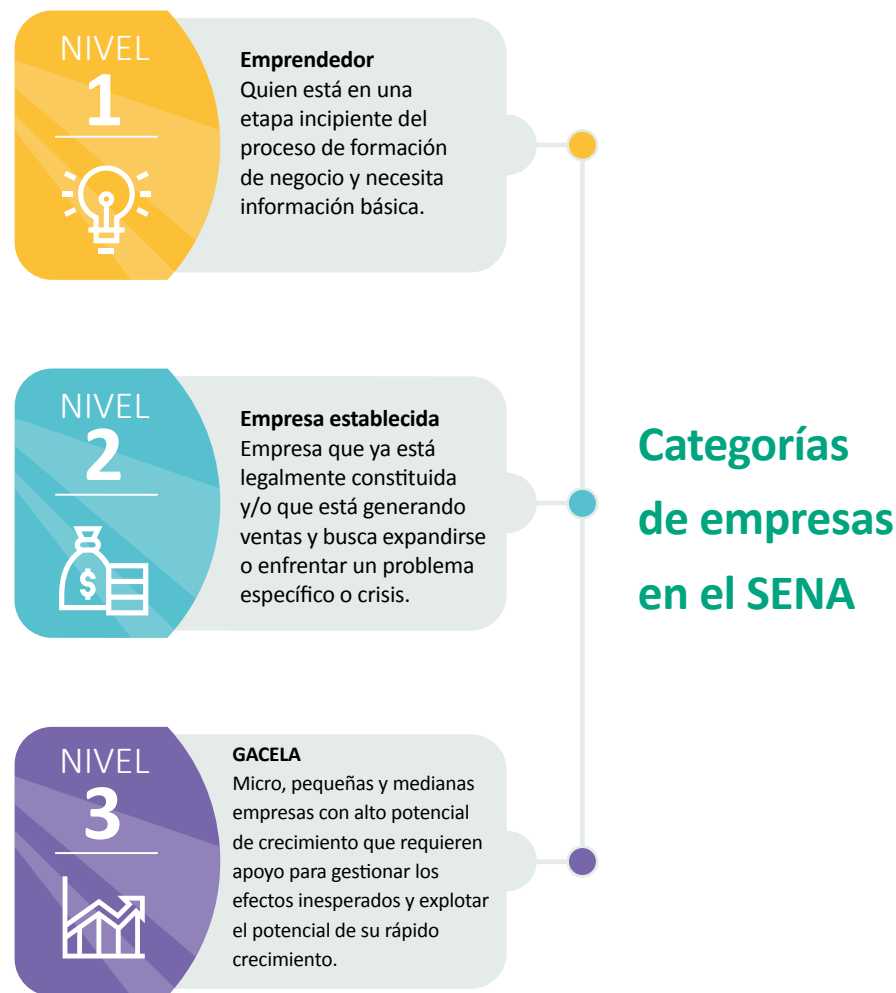 NIVEL
1
Emprendedor
Quien está en una
etapa incipiente del
proceso de formación
de negocio y necesita
información básica.
NIVEL
2
$
Empresa establecida
Empresa que ya está
legalmente constituida
y/o que está generando
ventas y busca expandirse
o enfrentar un problema
específico o crisis.
NIVEL
3
GACELA
Micro, pequeñas y medianas
empresas con alto potencial
de crecimiento que requieren
apoyo para gestionar los
efectos inesperados y explotar
el potencial de su rápido
crecimiento.
Categorías
de empresas
en el SENA